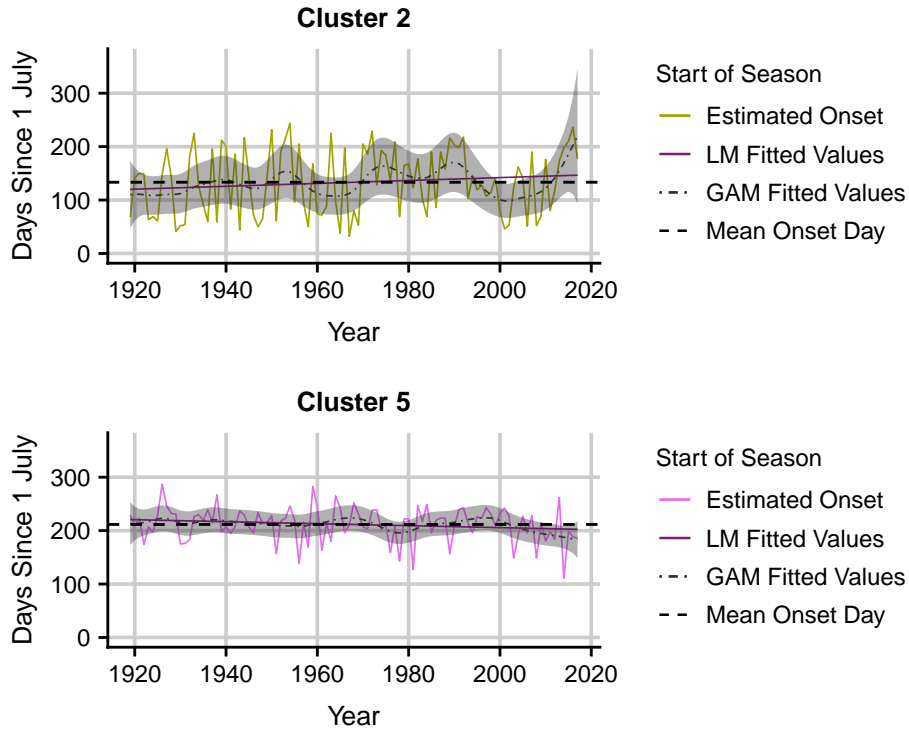 Cluster 2
Days Since 1 July
300
200
100
0
1920
1940
1960
1980
2000
2020
Year
Start of Season
Estimated Onset
LM Fitted Values
GAM Fitted Values
Mean Onset Day
Cluster 5
Days Since 1 July
300
200
100
0
1920
1940
1960
1980
2000
2020
Year
Start of Season
Estimated Onset
LM Fitted Values
GAM Fitted Values
Mean Onset Day